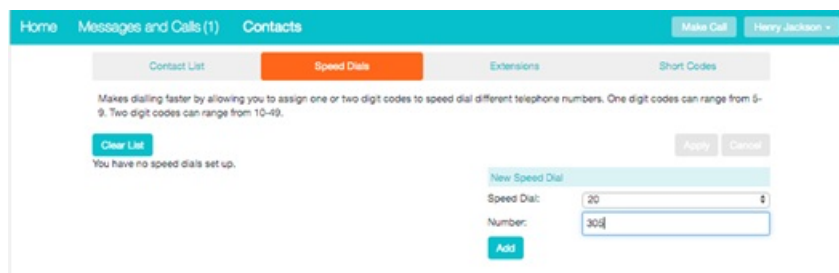 Home Messages and Calls (1) Contacts Make Call Henry Jackson
Contact List Speed Dials Extensions Short Codes
Makes dialling faster by allowing you to assign one or two digit codes to speed dial different telephone numbers. One digit codes can range from 5-
9. Two digit codes can range from 10-49.
Clear List Apply Cancel
You have no speed dials set up.
New Speed Dial
Speed Dial: 20
Number: 305
Add